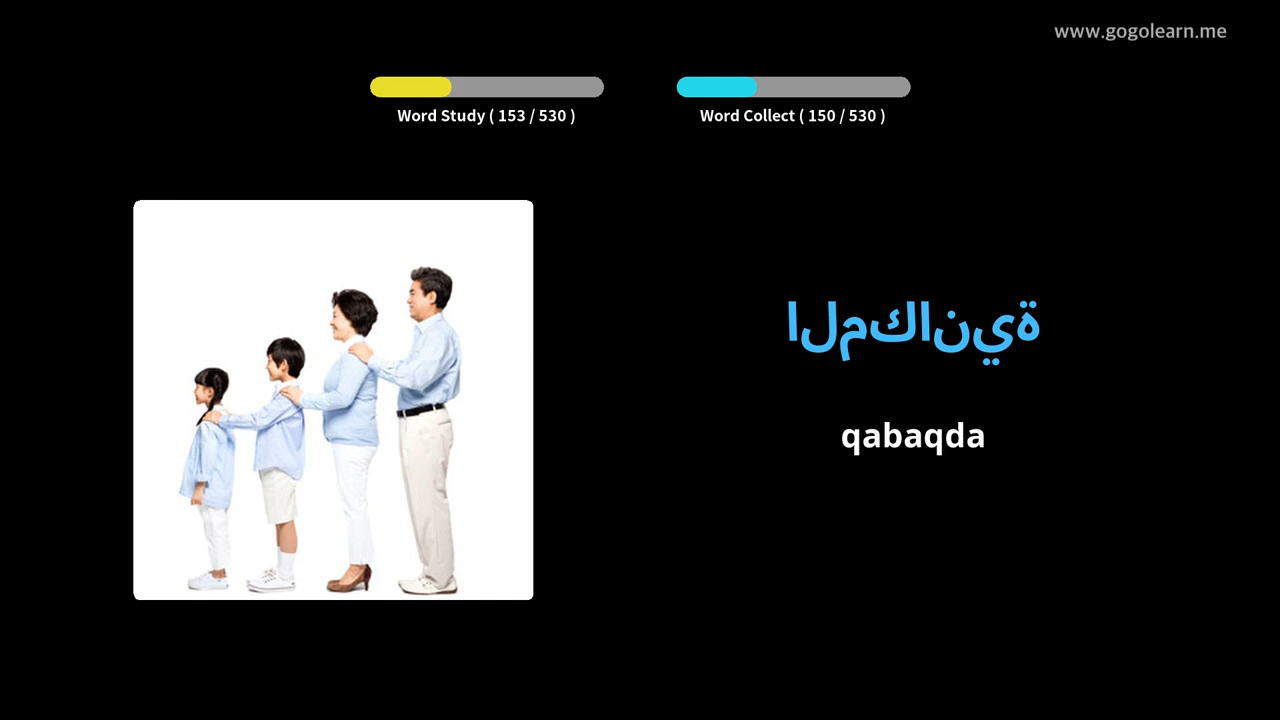 www.gogolearn.me
Word Study ( 153 / 530 )
Word Collect ( 150 / 530 )
المكانية
qabaqda